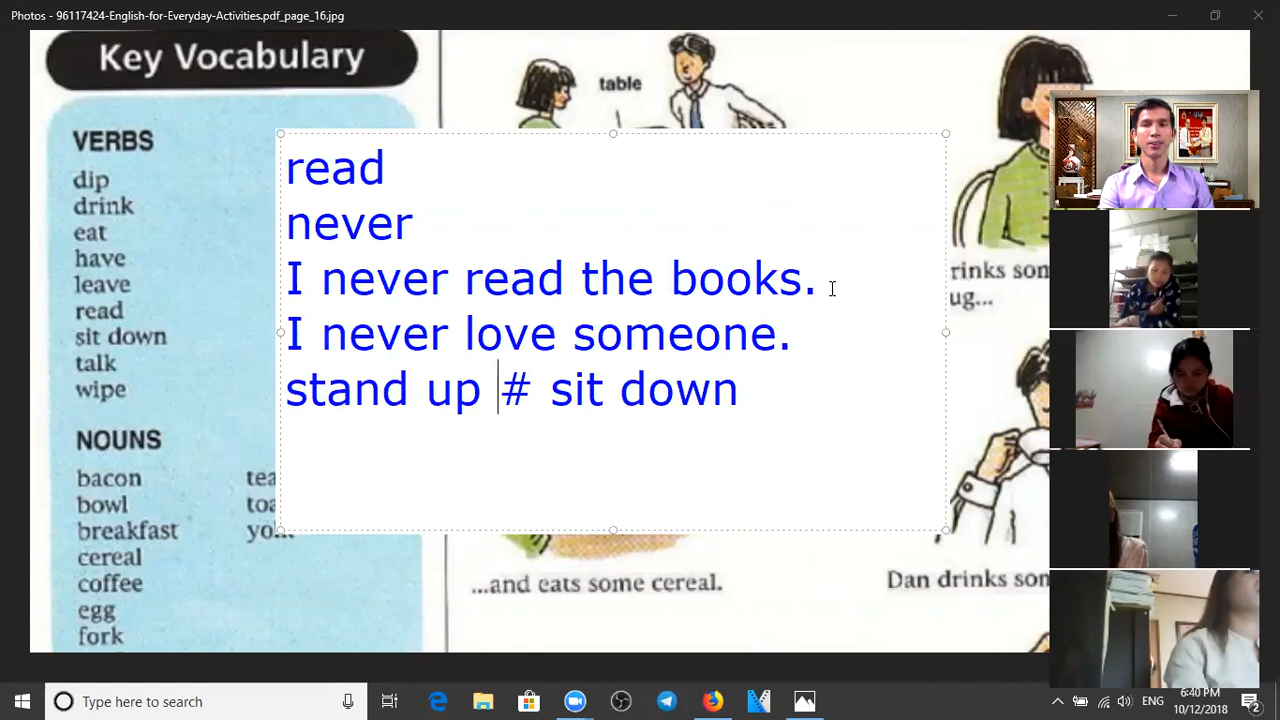 Photos - 96117424-English-for-Everyday-Activities.pdf_page_16.jpg
Key Vocabulary
VERBS
dip
drink
eat
have
leave
read
sit down
talk
wipe
NOUNS
bacon
bowl
breakfast
cereal
coffee
egg
fork
table
read
never
I never read the books.
I never love someone.
stand up # sit down
...and eats some cereal.
Dan drinks
Type here to search
ENG
6:40 PM
10/12/2018
2